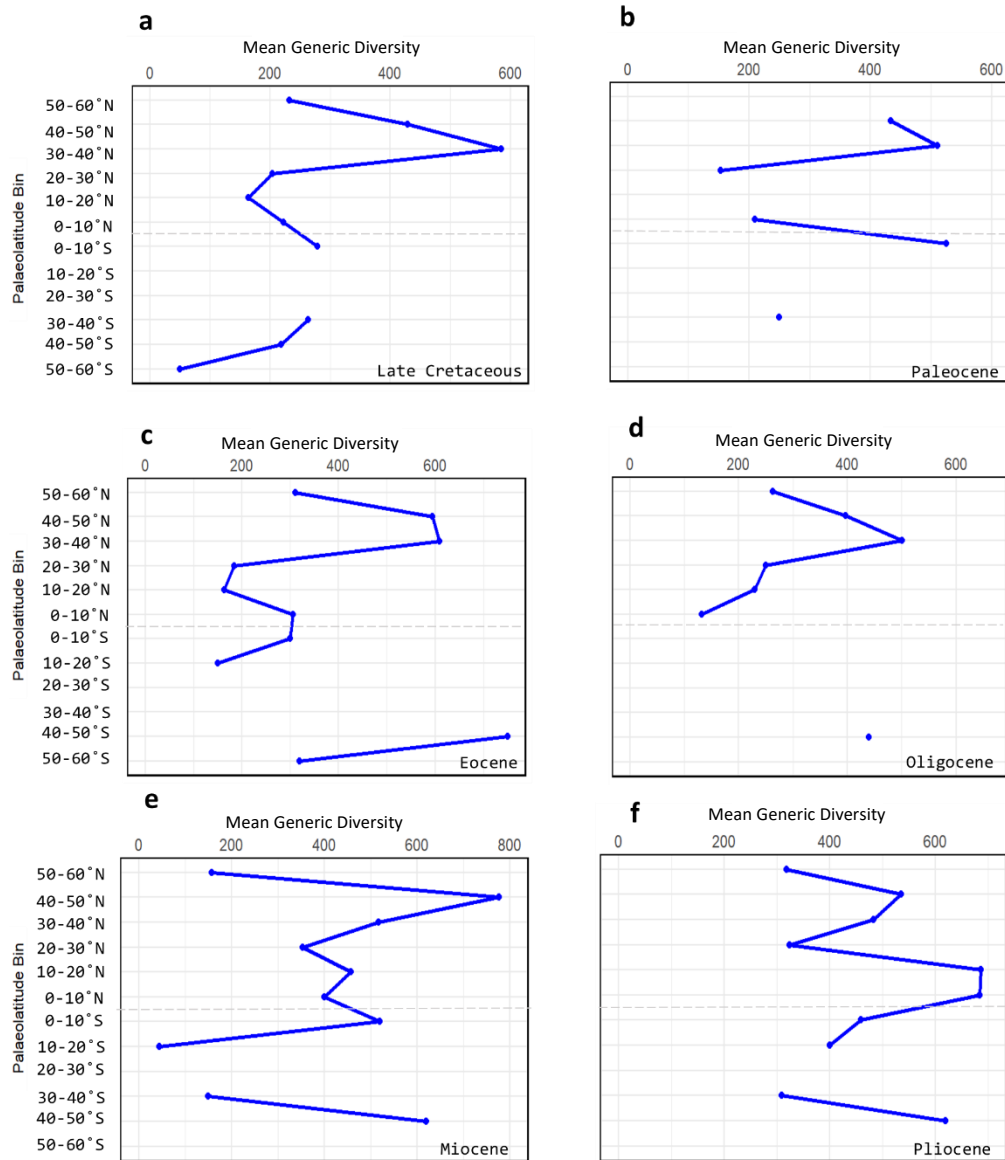 a
Mean Generic Diversity
0 200 400 600
Palaeolatitude Bin
50-60˚N
40-50˚N
30-40˚N
20-30˚N
10-20˚N
0-10˚N
0-10˚S
10-20˚S
20-30˚S
30-40˚S
40-50˚S
50-60˚S
Late Cretaceous
b
Mean Generic Diversity
0 200 400 600
Paleocene
c
Mean Generic Diversity
0 200 400 600
Palaeolatitude Bin
50-60˚N
40-50˚N
30-40˚N
20-30˚N
10-20˚N
0-10˚N
0-10˚S
10-20˚S
20-30˚S
30-40˚S
40-50˚S
50-60˚S
Eocene
d
Mean Generic Diversity
0 200 400 600
Oligocene
e
Mean Generic Diversity
0 200 400 600 800
Palaeolatitude Bin
50-60˚N
40-50˚N
30-40˚N
20-30˚N
10-20˚N
0-10˚N
0-10˚S
10-20˚S
20-30˚S
30-40˚S
40-50˚S
50-60˚S
Miocene
f
Mean Generic Diversity
0 200 400 600
Pliocene